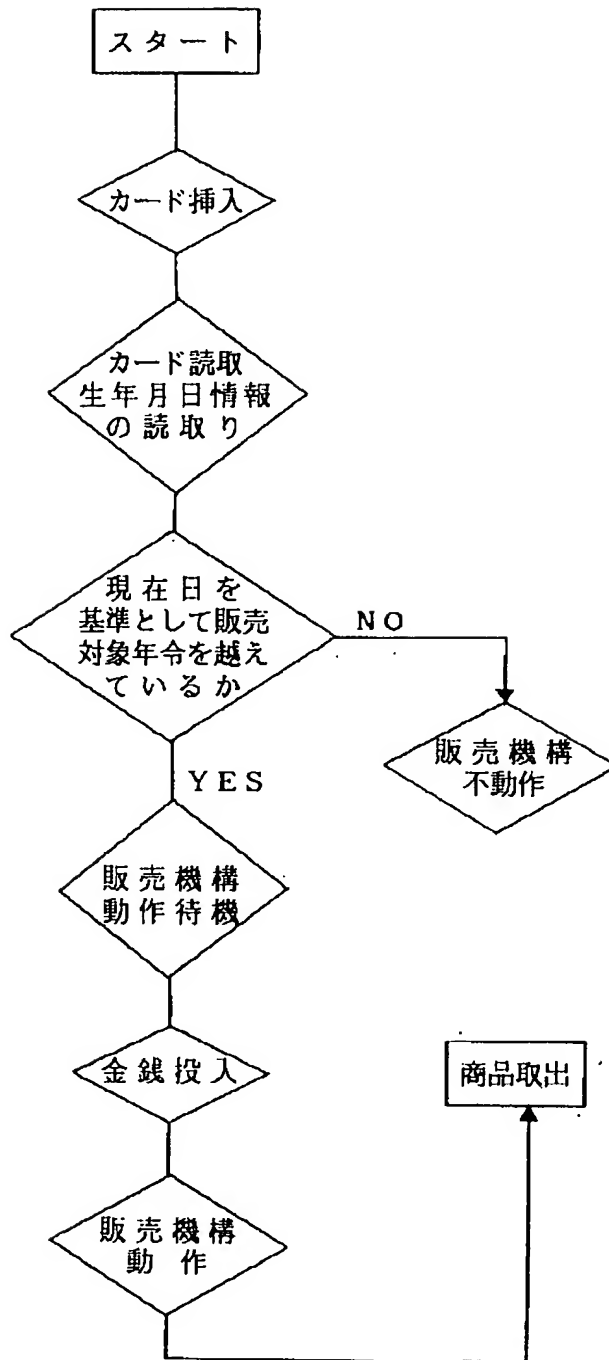 スタート
カード挿入
カード読取
生年月日情報
の読取り
現在日を
基準として販売
対象年令を越え
ているか
NO
販売機構
不動作
YES
販売機構
動作待機
金銭投入
商品取出
販売機構
動作